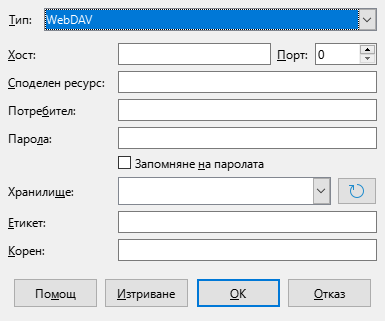 Тип: WebDAV
Хост: Порт: 0
Споделен ресурс:
Потребител:
Парола:
Запомняне на паролата
Хранилище:
Етикет:
Корен:
Помощ Изтриване OK Отказ